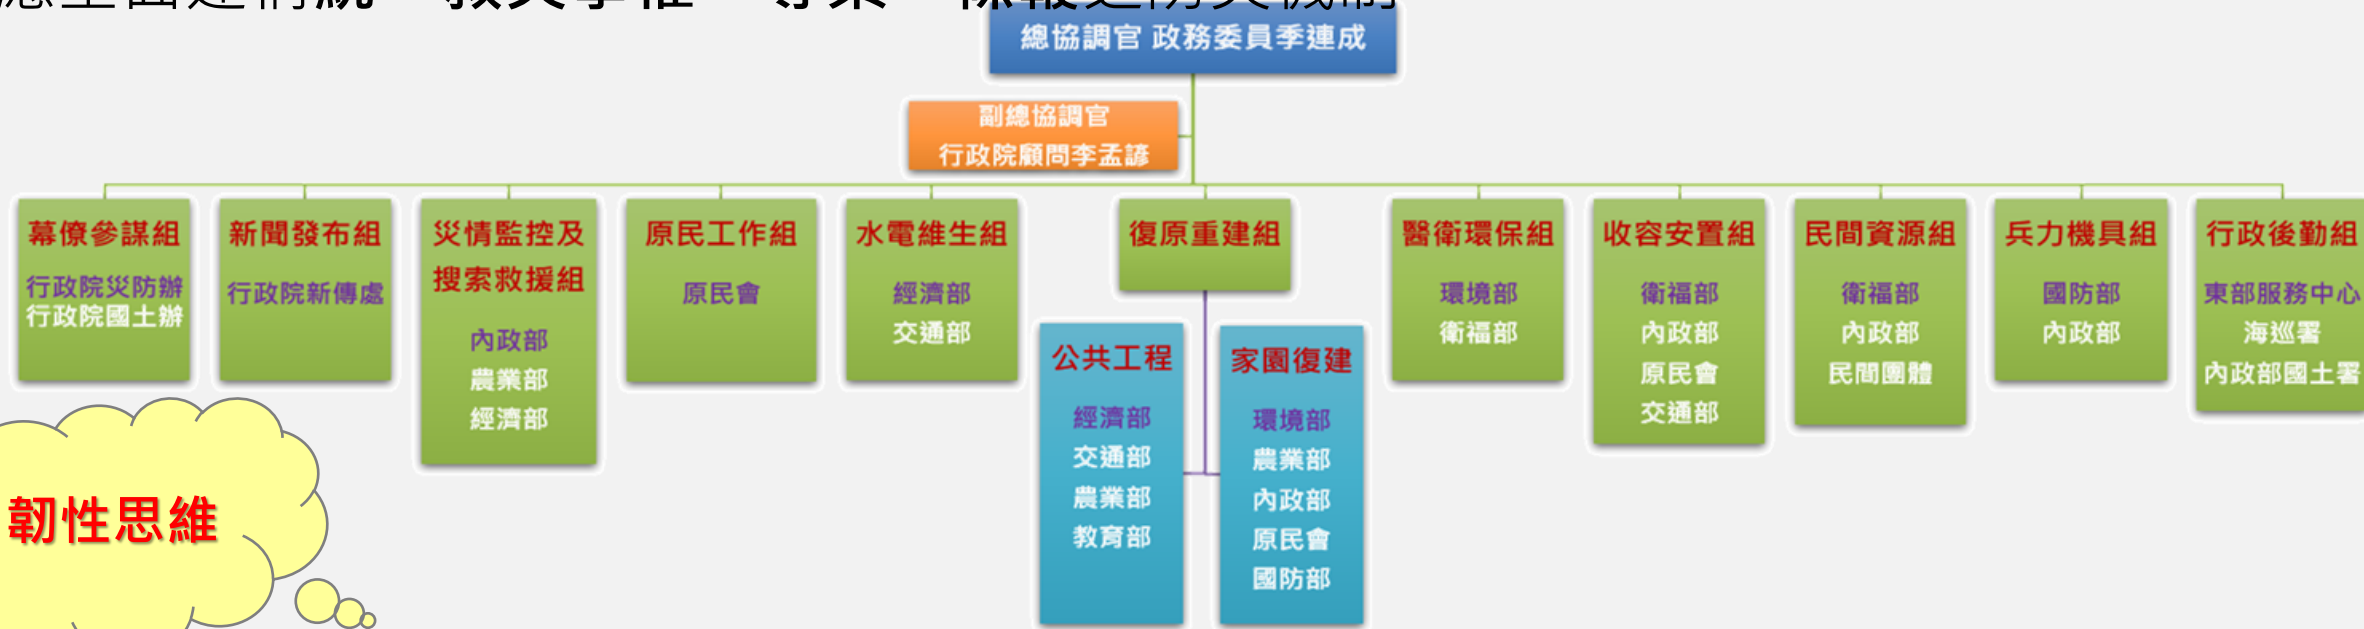 總協調官 政務委員季連成
副總協調官
行政院顧問李孟諺
幕僚參謀組
行政院災防辦
行政院國土辦
新聞發布組
行政院新傳處
災情監控及
搜索救援組
內政部
農業部
經濟部
原民工作組
原民會
水電維生組
經濟部
交通部
復原重建組
公共工程
經濟部
交通部
農業部
教育部
家園復建
環境部
農業部
內政部
原民會
國防部
醫衛環保組
環境部
衛福部
收容安置組
衛福部
內政部
原民會
交通部
民間資源組
衛福部
內政部
民間團體
兵力機具組
國防部
內政部
行政後勤組
東部服務中心
海巡署
內政部國土署
韌性思維